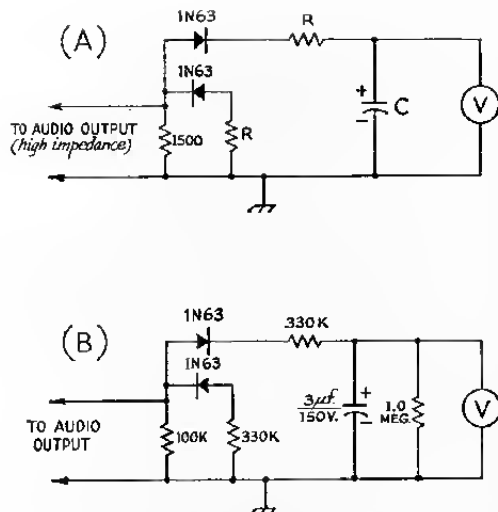 (A)
1N63
R
1N63
TO AUDIO OUTPUT
(high impedance)
1500
R
+
-
C
V
(B)
1N63
330K
1N63
TO AUDIO
OUTPUT
100K
330K
3μf.
150V.
+
-
1.0
MEG.
V